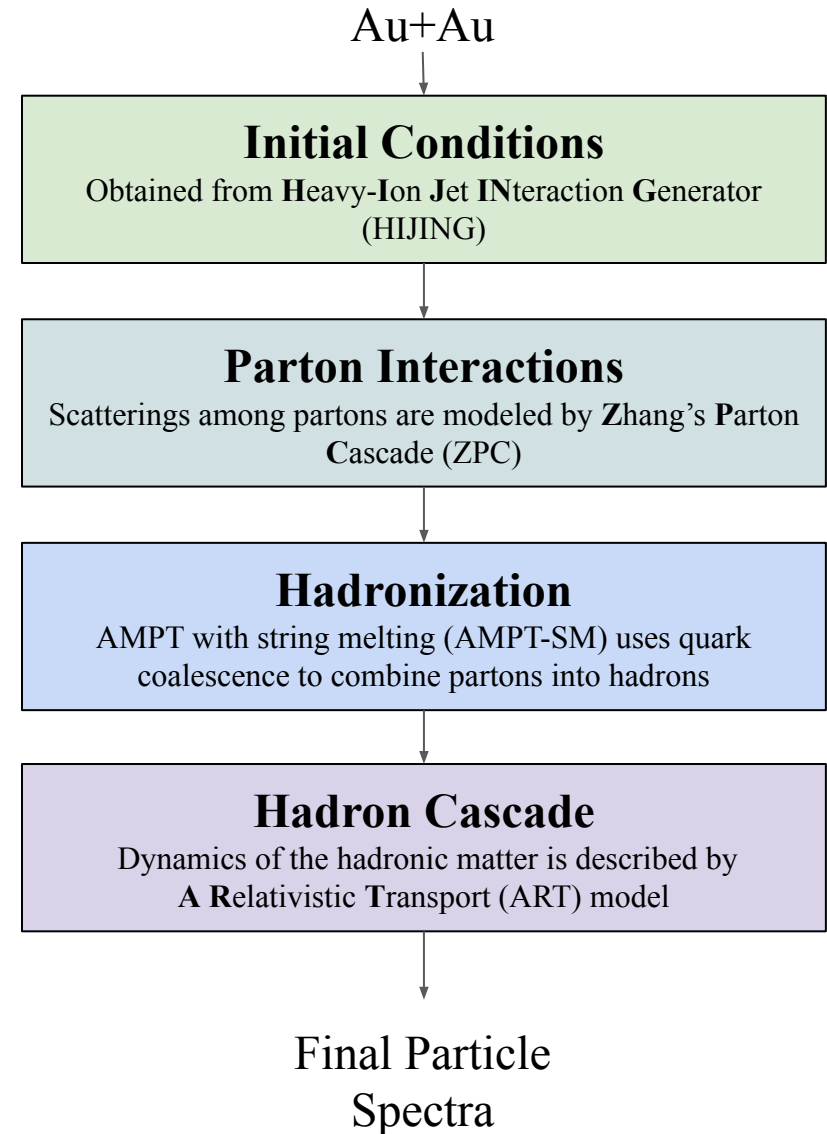 Au+Au
Initial Conditions
Obtained from Heavy-Ion Jet INteraction Generator
(HIJING)
Parton Interactions
Scatterings among partons are modeled by Zhang’s Parton
Cascade (ZPC)
Hadronization
AMPT with string melting (AMPT-SM) uses quark
coalescence to combine partons into hadrons
Hadron Cascade
Dynamics of the hadronic matter is described by
A Relativistic Transport (ART) model
Final Particle
Spectra